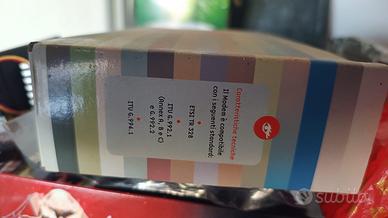 Caratteristiche tecniche
Il Modem è compatibile
con i seguenti standard:
ETSI TR 328
ITU G.992.1
(Annex A, B e C)
e G.992.2
ITU G.994.1
subito